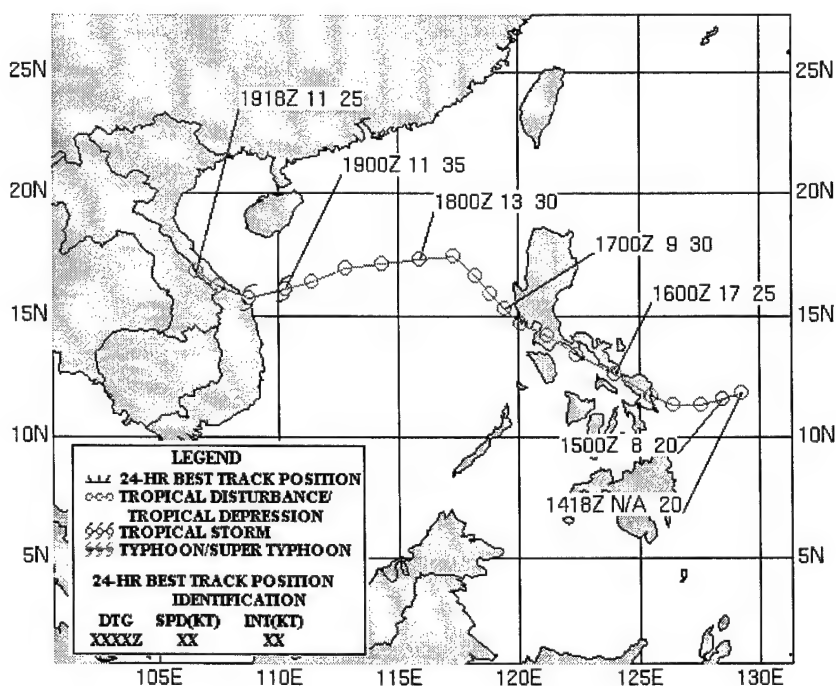 25N
25N
1918Z 11 25
1900Z 11 35
20N
20N
1800Z 13 30
1700Z 9 30
1600Z 17 25
15N
15N
10N
10N
1500Z 8 20
1418Z N/A 20
5N
5N
LEGEND
24-HR BEST TRACK POSITION
TROPICAL DISTURBANCE/
TROPICAL DEPRESSION
TROPICAL STORM
TYPHOON/SUPER TYPHOON
24-HR BEST TRACK POSITION
IDENTIFICATION
DTG SPD(KT) INT(KT)
XXXXZ XX XX
105E 110E 115E 120E 125E 130E